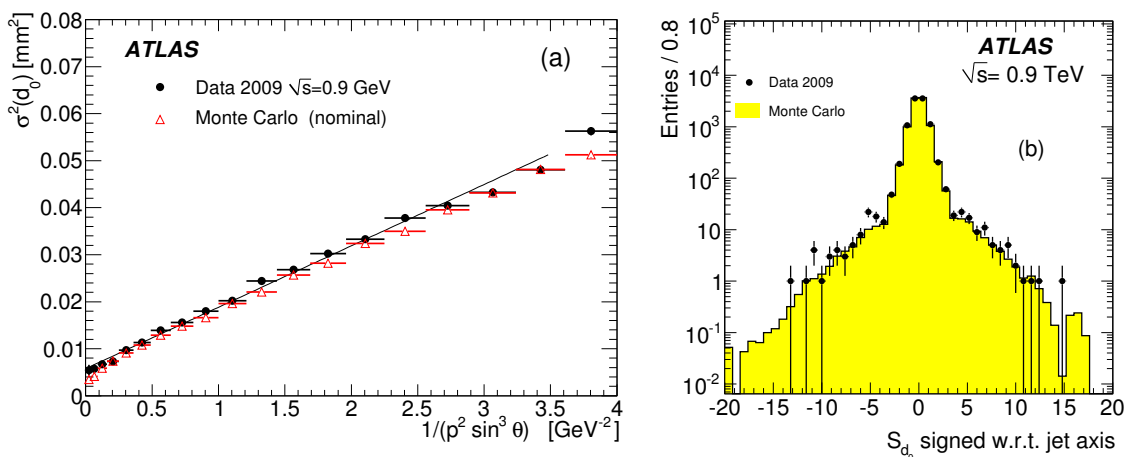 ATLAS
(a)
Data 2009 √s=0.9 GeV
Monte Carlo (nominal)
σ²(d₀) [mm²]
0.08
0.07
0.06
0.05
0.04
0.03
0.02
0.01
0
0 0.5 1 1.5 2 2.5 3 3.5 4
1/(p² sin³ θ) [GeV⁻²]
ATLAS
√s= 0.9 TeV
Data 2009
Monte Carlo
(b)
Entries / 0.8
10⁵
10⁴
10³
10²
10
1
10⁻¹
10⁻²
-20 -15 -10 -5 0 5 10 15 20
S_d₀ signed w.r.t. jet axis